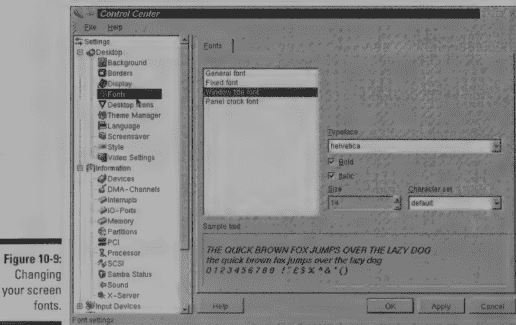 Control Center
File Help
Settings
Desktop
Background
Borders
Display
Fonts
Desktop Icons
Theme Manager
Language
Screensaver
Style
Video Settings
Information
Devices
DMA-Channels
Interrupts
IO-Ports
Memory
Partitions
PCI
Processor
SCSI
Samba Status
Sound
X-Server
Input Devices
Fonts
General font
Fixed font
Window title font
Panel clock font
Typeface
helvetica
Bold
Italic
Size
Character set
14
default
Sample text
THE QUICK BROWN FOX JUMPS OVER THE LAZY DOG
the quick brown fox jumps over the lazy dog
0123456789
Help
OK
Apply
Cancel
Font settings
Figure 10-9:
Changing
your screen
fonts.